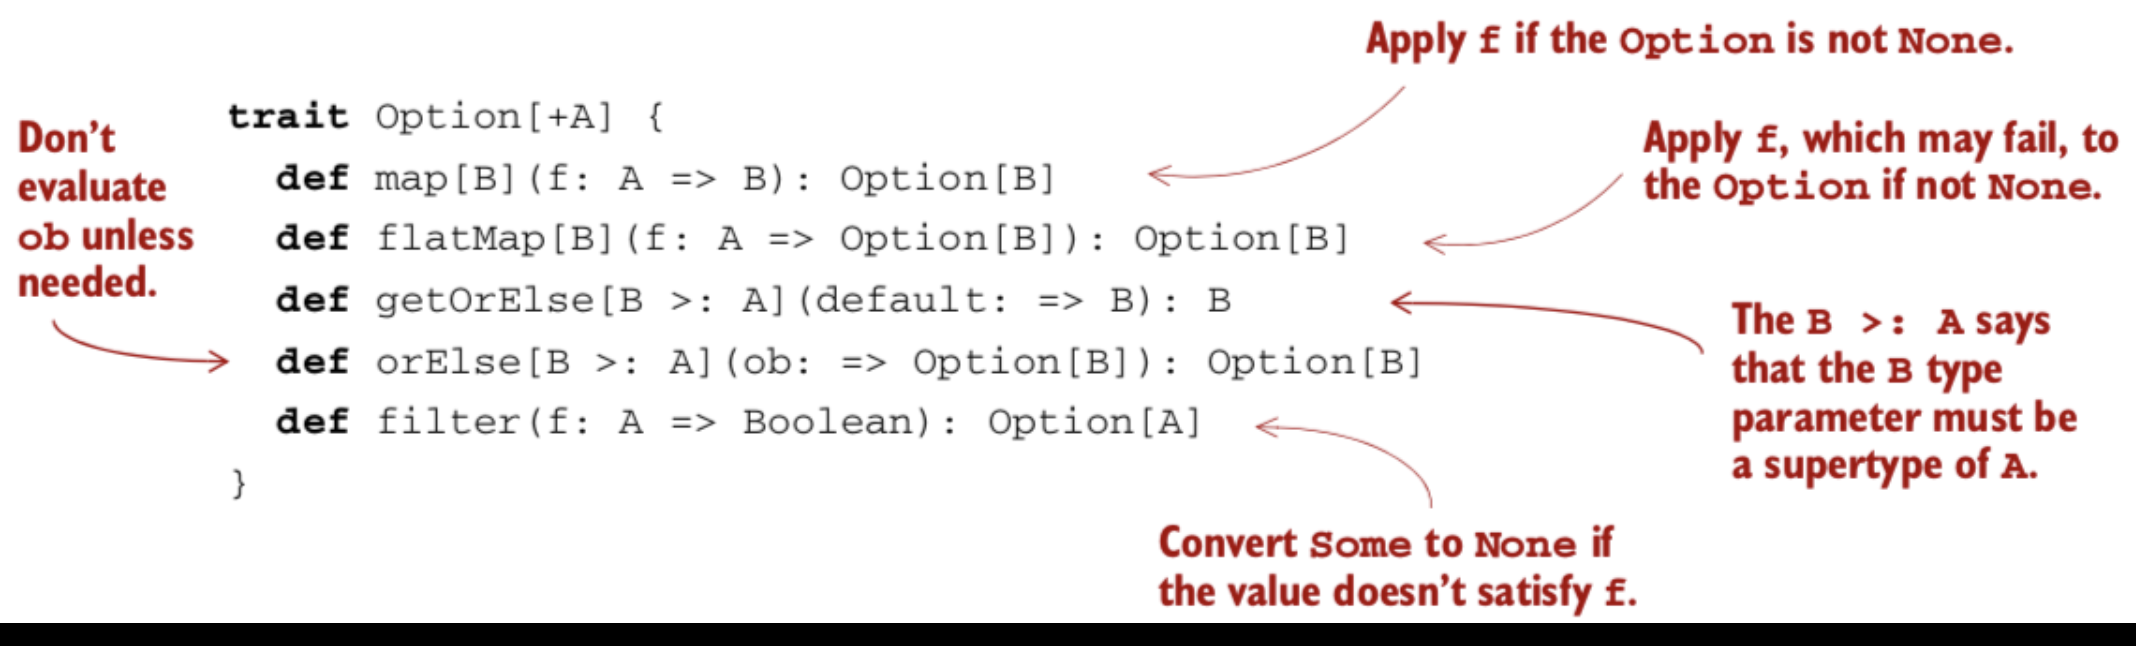 Apply f if the Option is not None.
trait Option[+A] {
Don't
evaluate
ob unless
needed.
def map[B](f: A => B): Option[B]
Apply f, which may fail, to
the Option if not None.
def flatMap[B](f: A => Option[B]): Option[B]
def getOrElse[B >: A](default: => B): B
The B >: A says
that the B type
parameter must be
a supertype of A.
def orElse[B >: A](ob: => Option[B]): Option[B]
def filter(f: A => Boolean): Option[A]
}
Convert Some to None if
the value doesn't satisfy f.